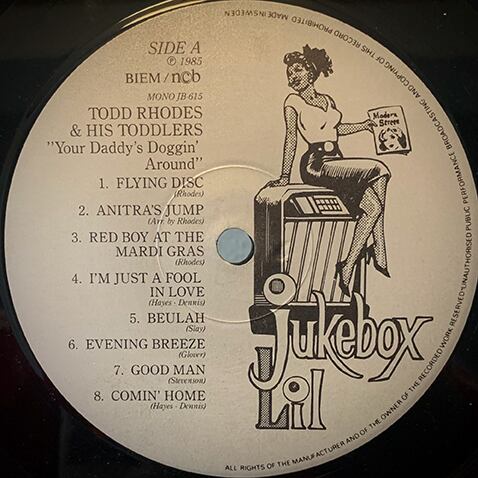 SIDE A
℗ 1985
BIEM / ncb
MONO JB-615
TODD RHODES
& HIS TODDLERS
"Your Daddy's Doggin'
Around"
1. FLYING DISC
(Rhodes)
2. ANITRA'S JUMP
(Arr. by Rhodes)
3. RED BOY AT THE
MARDI GRAS
(Rhodes)
4. I'M JUST A FOOL
IN LOVE
(Hayes - Dennis)
5. BEULAH
(Slay)
6. EVENING BREEZE
(Glover)
7. GOOD MAN
(Stevenson)
8. COMIN' HOME
(Hayes - Dennis)
Modern
Street
Jukebox
Lil
ALL RIGHTS OF THE MANUFACTURER AND OF THE OWNER OF THE RECORDED WORK RESERVED. UNAUTHORISED PUBLIC PERFORMANCE BROADCASTING AND COPYING OF THIS RECORD PROHIBITED MADE IN SWEDEN